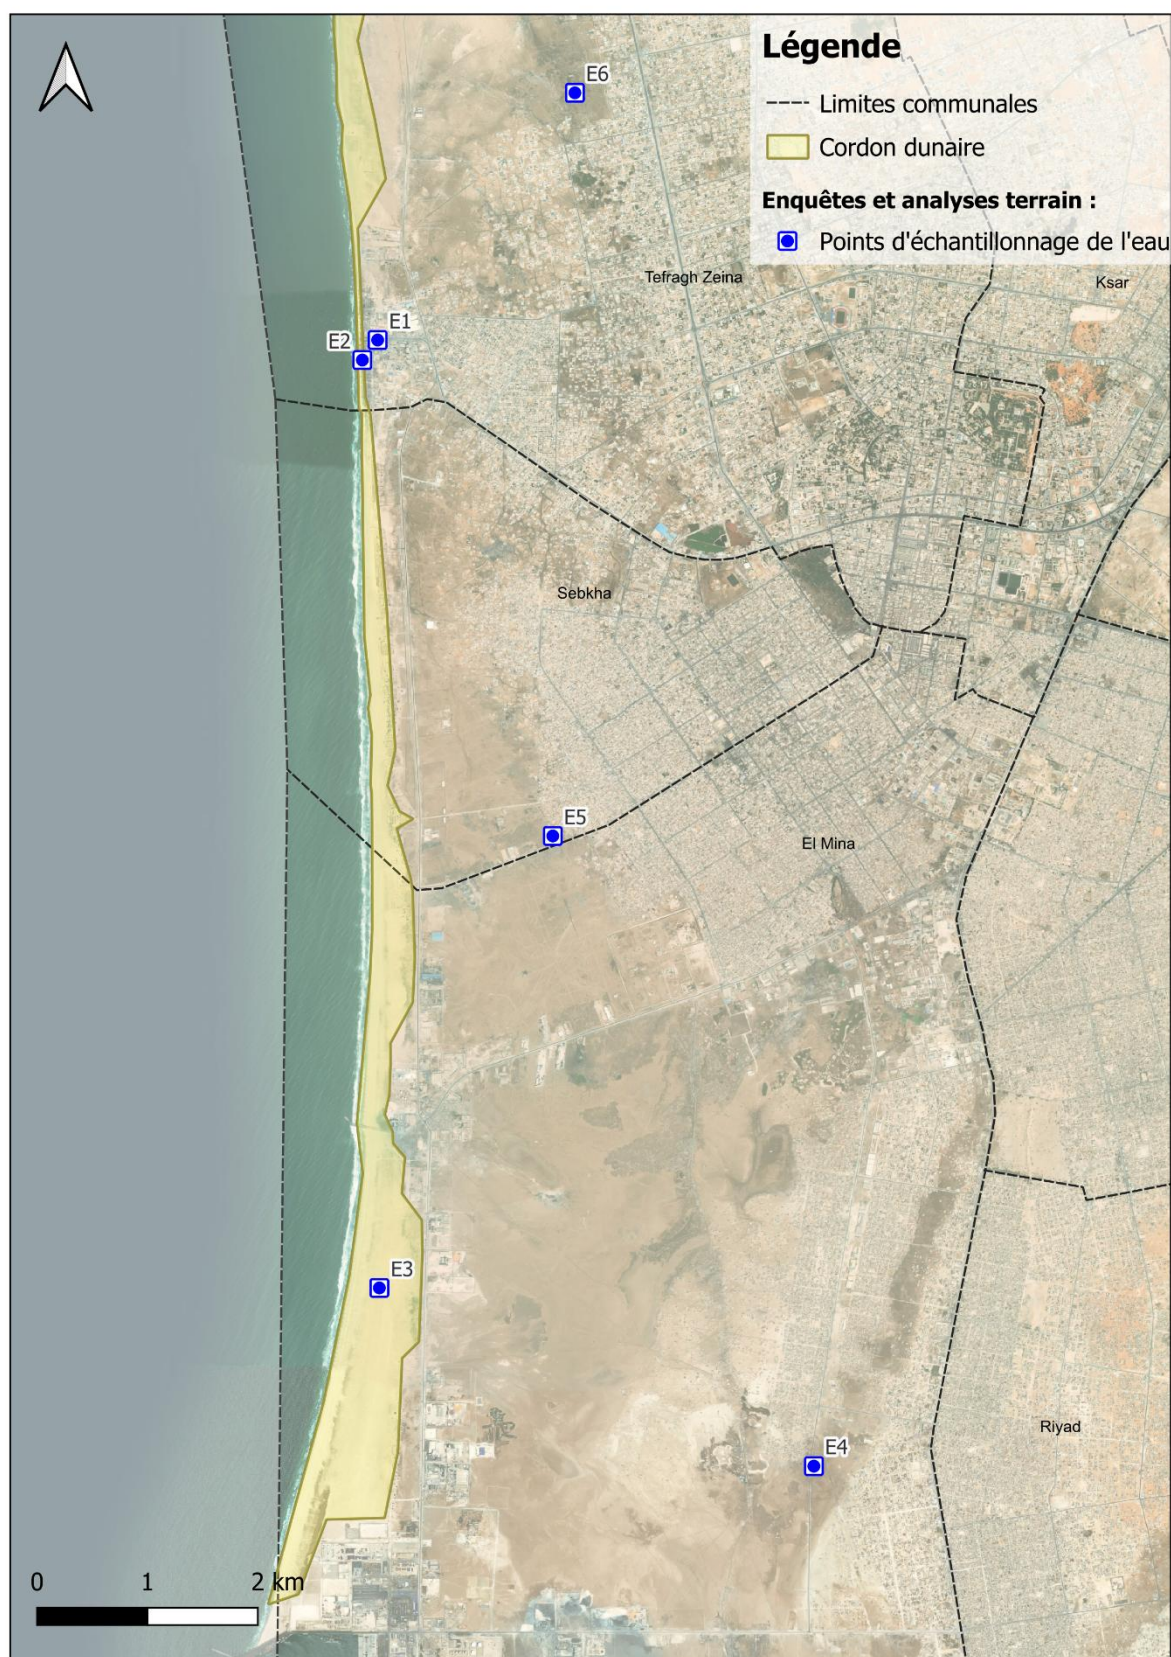 Légende
Limites communales
Cordon dunaire
Enquêtes et analyses terrain :
Points d'échantillonnage de l'eau
E6
Tefragh Zeina
Ksar
E1
E2
Sebkha
E5
El Mina
E3
Riyad
E4
0 1 2 km